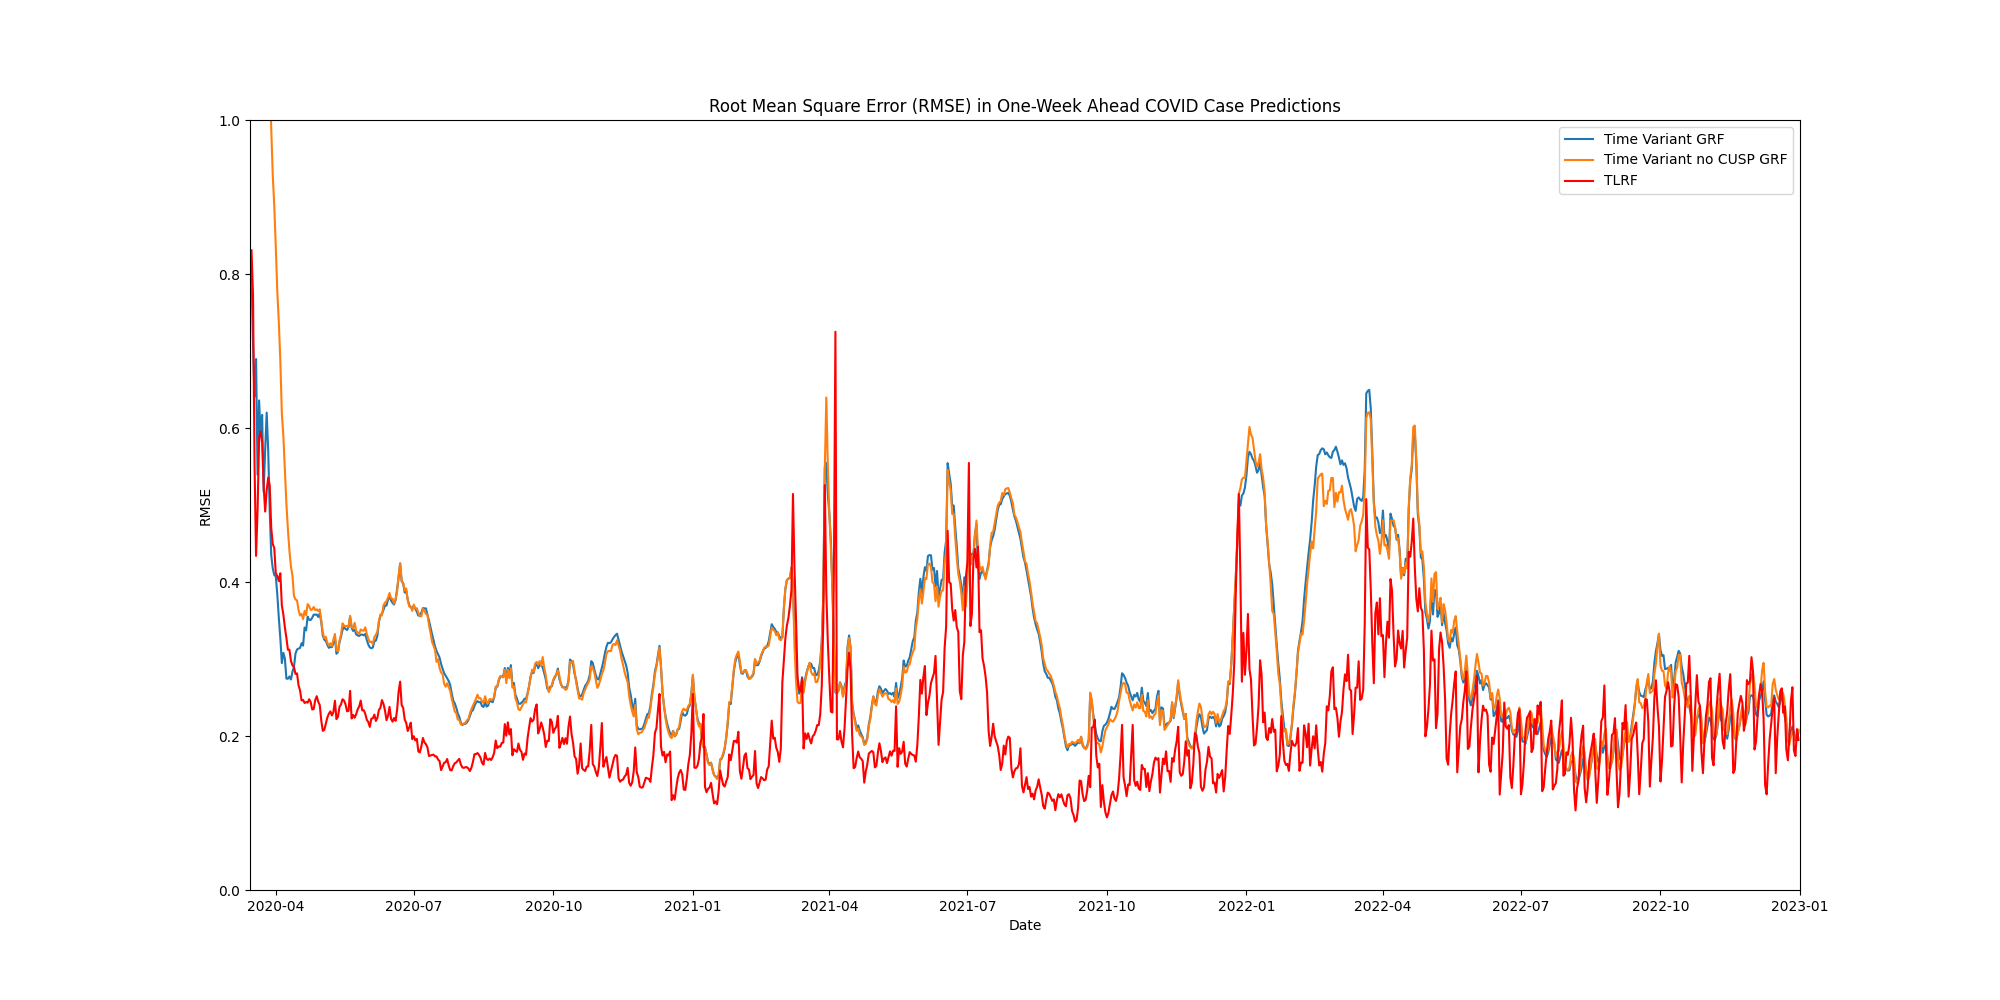 Root Mean Square Error (RMSE) in One-Week Ahead COVID Case Predictions
1.0
0.8
0.6
0.4
0.2
0.0
RMSE
Time Variant GRF
Time Variant no CUSP GRF
TLRF
2020-04 2020-07 2020-10 2021-01 2021-04 2021-07 2021-10 2022-01 2022-04 2022-07 2022-10 2023-01
Date